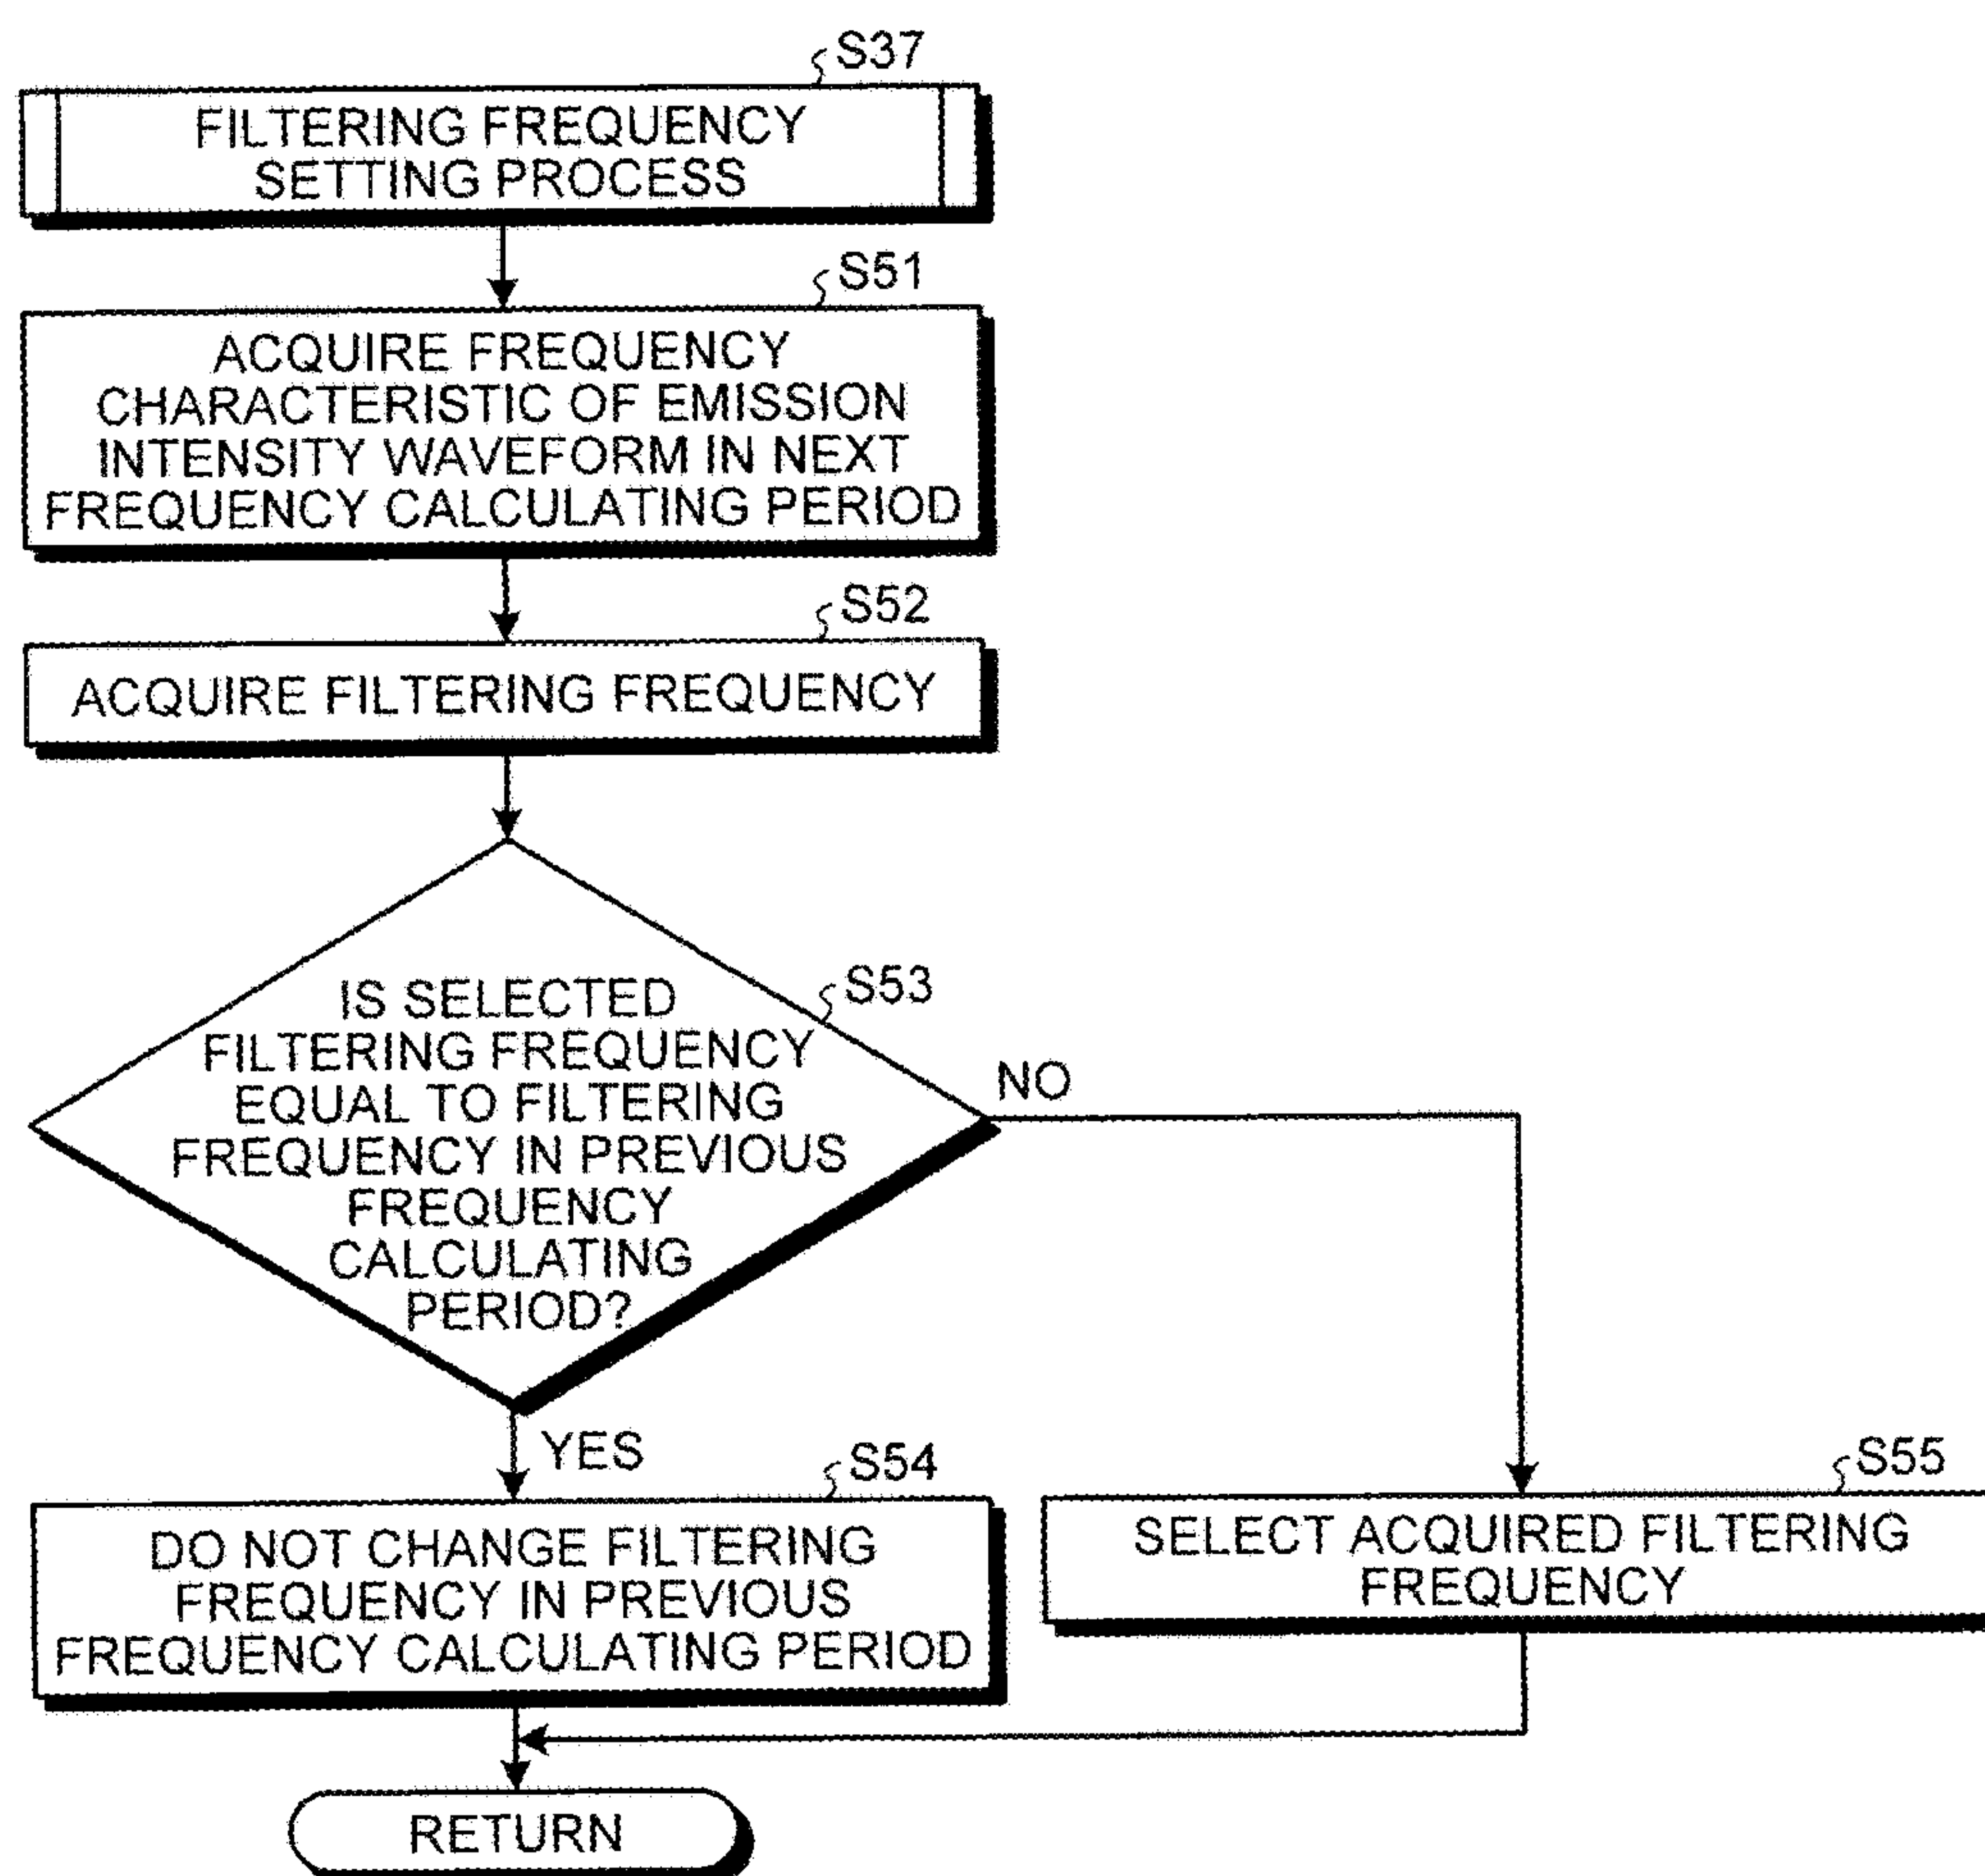 S37
FILTERING FREQUENCY
SETTING PROCESS
S51
ACQUIRE FREQUENCY
CHARACTERISTIC OF EMISSION
INTENSITY WAVEFORM IN NEXT
FREQUENCY CALCULATING PERIOD
S52
ACQUIRE FILTERING FREQUENCY
S53
IS SELECTED
FILTERING FREQUENCY
EQUAL TO FILTERING
FREQUENCY IN PREVIOUS
FREQUENCY
CALCULATING
PERIOD?
NO
YES
S54
DO NOT CHANGE FILTERING
FREQUENCY IN PREVIOUS
FREQUENCY CALCULATING PERIOD
S55
SELECT ACQUIRED FILTERING
FREQUENCY
RETURN